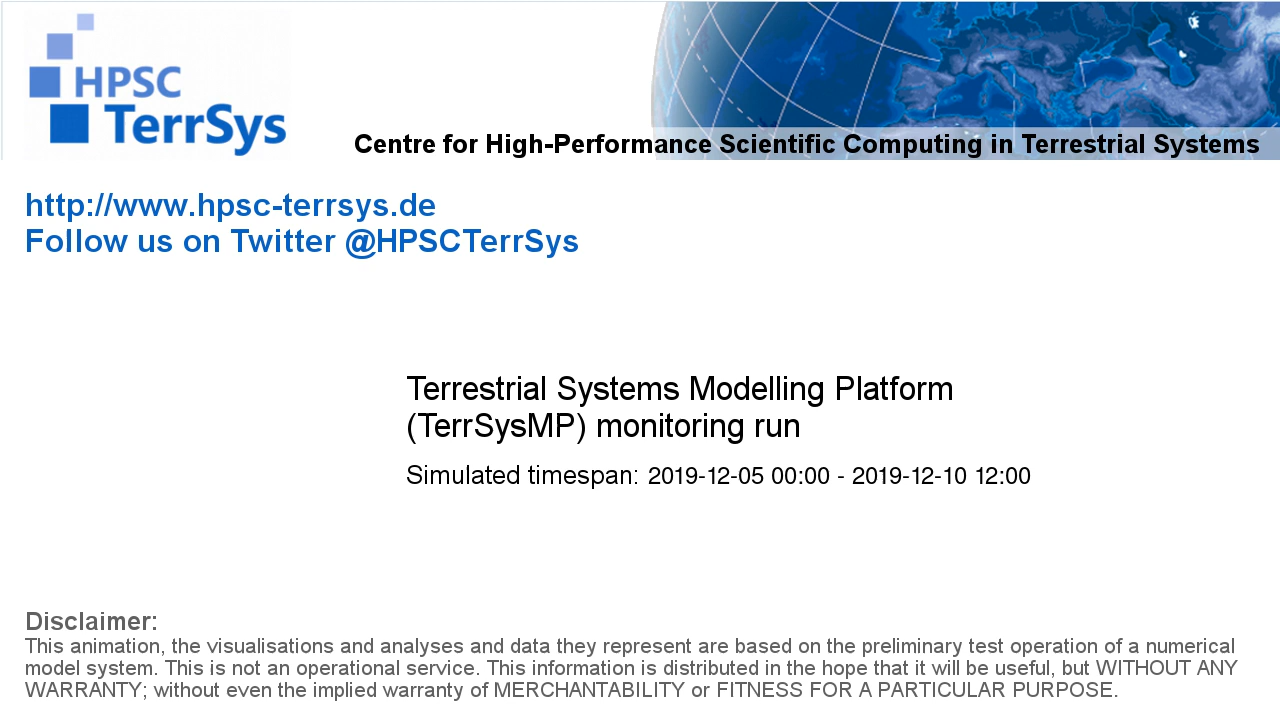 HPSC
TerrSys
Centre for High-Performance Scientific Computing in Terrestrial Systems
http://www.hpsc-terrsys.de
Follow us on Twitter @HPSCTerrSys
Terrestrial Systems Modelling Platform
(TerrSysMP) monitoring run
Simulated timespan: 2019-12-05 00:00 - 2019-12-10 12:00
Disclaimer:
This animation, the visualisations and analyses and data they represent are based on the preliminary test operation of a numerical
model system. This is not an operational service. This information is distributed in the hope that it will be useful, but WITHOUT ANY
WARRANTY; without even the implied warranty of MERCHANTABILITY or FITNESS FOR A PARTICULAR PURPOSE.